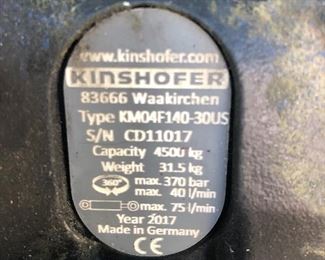 www.kinshofer.com
KINSHOFER
83666 Waakirchen
Type KM04F140-30US
S/N CD11017
Capacity 4500 kg
Weight 31.5 kg
360° max. 370 bar
max. 40 l/min
max. 75 l/min
Year 2017
Made in Germany
CE